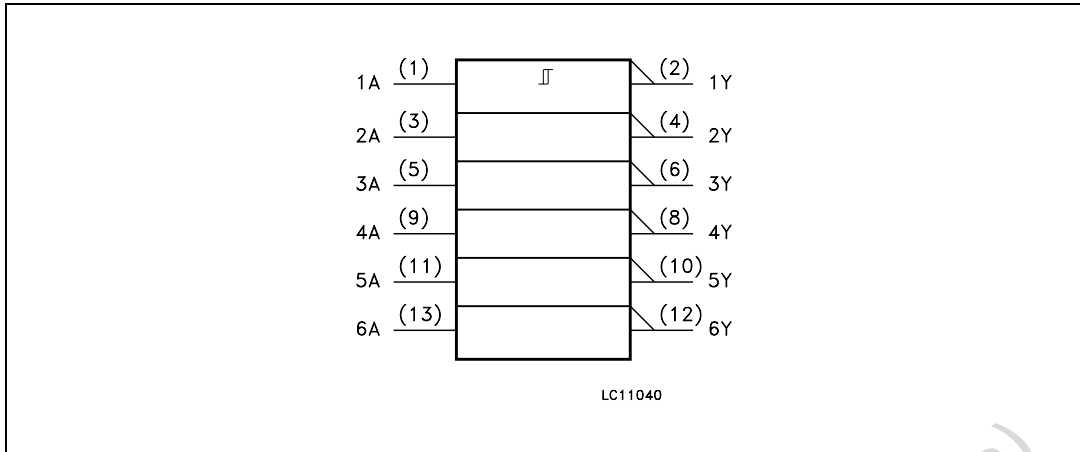 1A (1) (2) 1Y
2A (3) (4) 2Y
3A (5) (6) 3Y
4A (9) (8) 4Y
5A (11) (10) 5Y
6A (13) (12) 6Y
LC11040